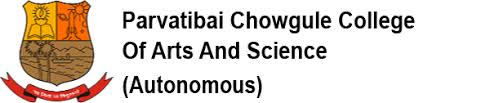 Parvatibai Chowgule College
Of Arts And Science
(Autonomous)